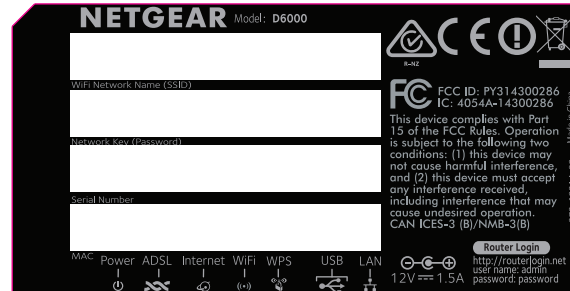 NETGEAR Model: D6000
WiFi Network Name (SSID)
Network Key (Password)
Serial Number
MAC
Power ADSL Internet WiFi WPS USB LAN
R-NZ
FC FCC ID: PY314300286
IC: 4054A-14300286
This device complies with Part
15 of the FCC Rules. Operation
is subject to the following two
conditions: (1) this device may
not cause harmful interference,
and (2) this device must accept
any interference received,
including interference that may
cause undesired operation.
CAN ICES-3 (B)/NMB-3(B)
12V 1.5A
Router Login
http://routerlogin.net
user name: admin
password: password
Made in China